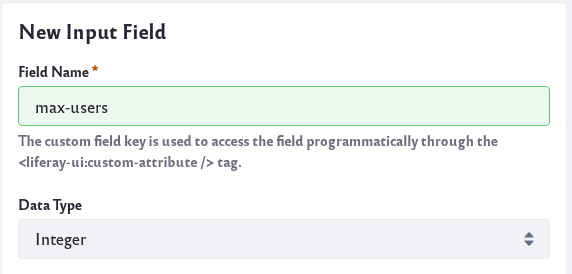 New Input Field
Field Name *
max-users
The custom field key is used to access the field programmatically through the
<liferay-ui:custom-attribute /> tag.
Data Type
Integer